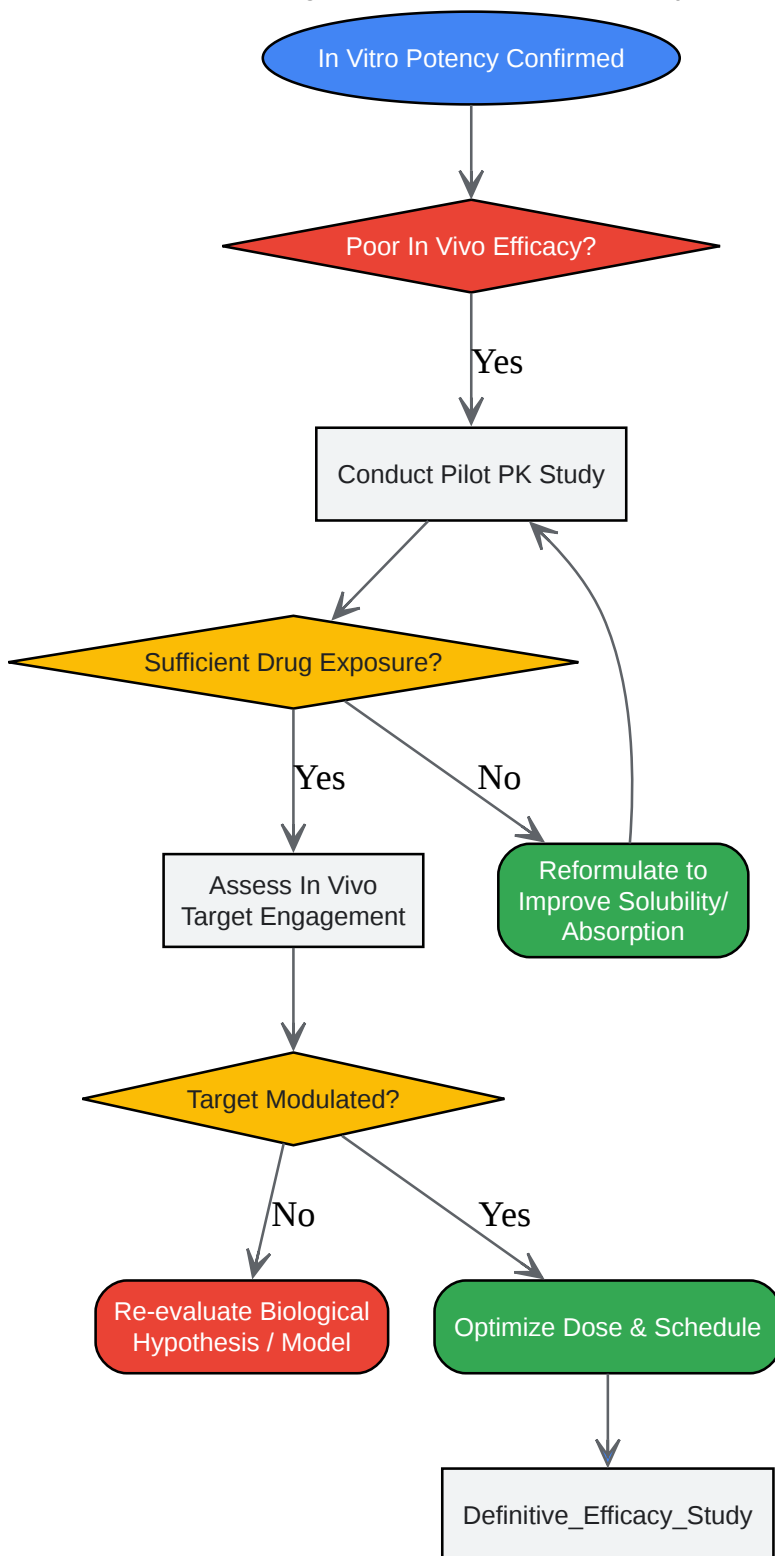 In Vitro Potency Confirmed
Poor In Vivo Efficacy?
Yes
Conduct Pilot PK Study
Sufficient Drug Exposure?
Yes
No
Assess In Vivo
Target Engagement
Reformulate to
Improve Solubility/
Absorption
Target Modulated?
No
Yes
Re-evaluate Biological
Hypothesis / Model
Optimize Dose & Schedule
Definitive_Efficacy_Study